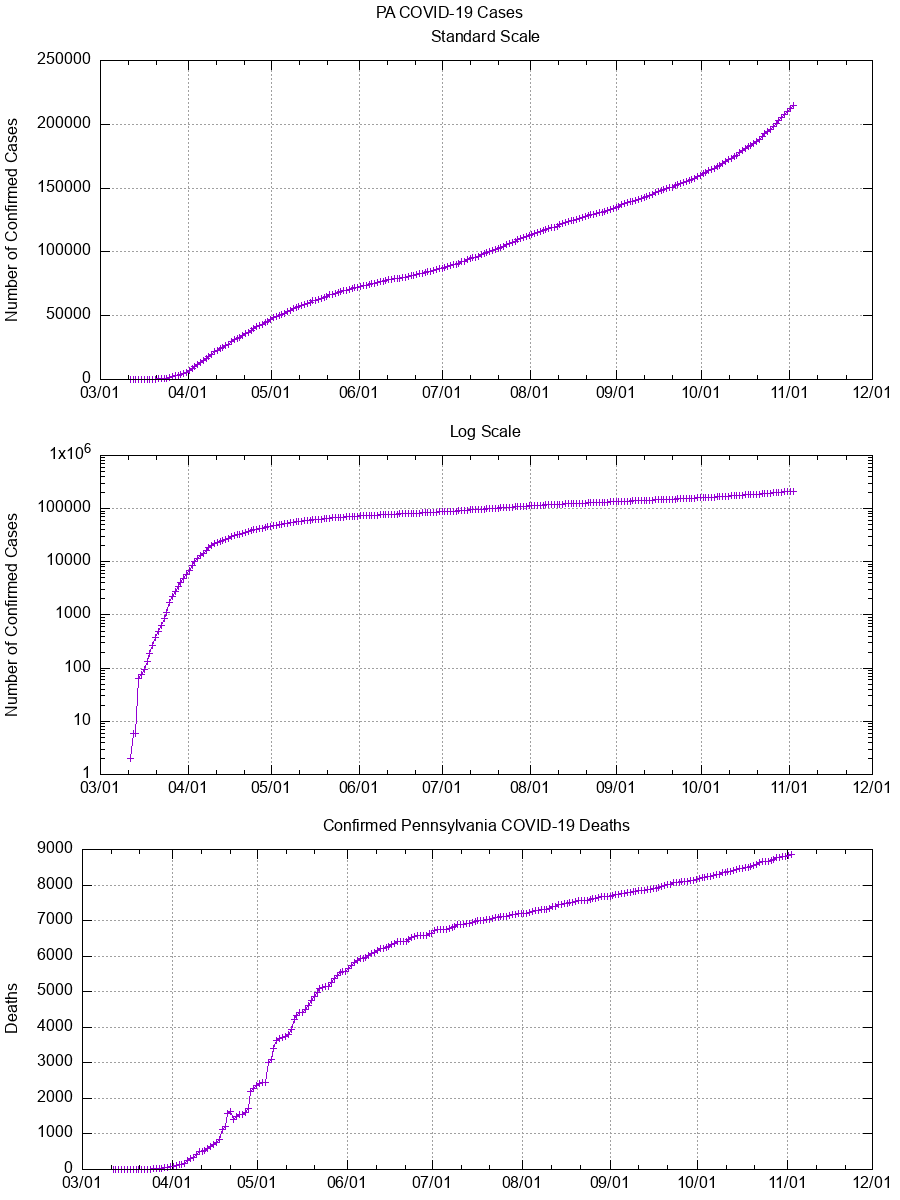 PA COVID-19 Cases
Standard Scale
Number of Confirmed Cases
250000
200000
150000
100000
50000
0
03/01 04/01 05/01 06/01 07/01 08/01 09/01 10/01 11/01 12/01
Log Scale
Number of Confirmed Cases
1x10⁶
100000
10000
1000
100
10
1
03/01 04/01 05/01 06/01 07/01 08/01 09/01 10/01 11/01 12/01
Confirmed Pennsylvania COVID-19 Deaths
Deaths
9000
8000
7000
6000
5000
4000
3000
2000
1000
0
03/01 04/01 05/01 06/01 07/01 08/01 09/01 10/01 11/01 12/01